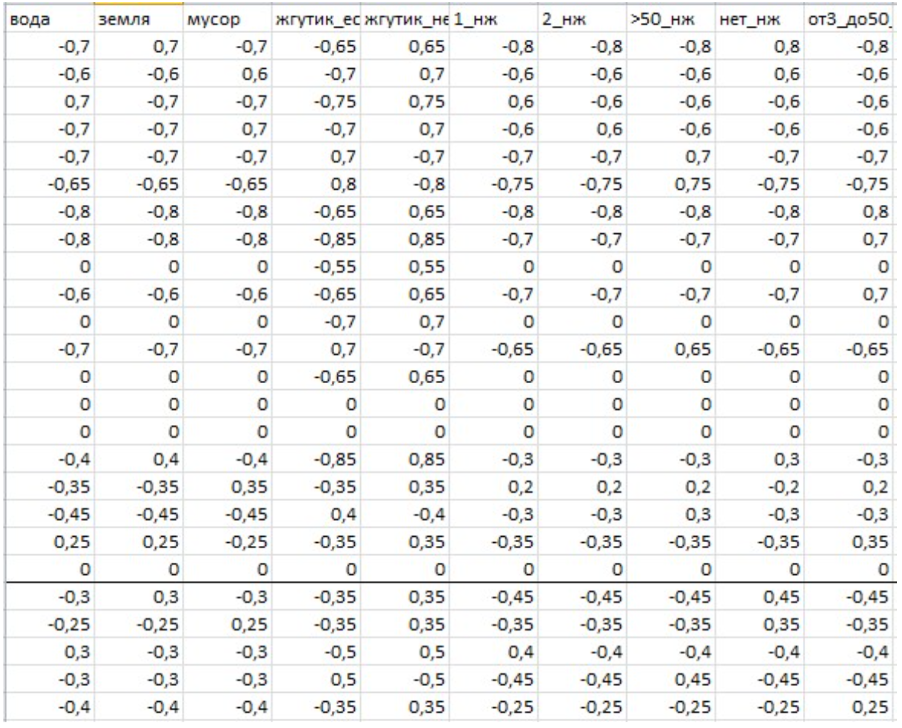 вода земля мусор жгутик_ес жгутик_не 1_нж 2_нж >50_нж нет_нж от3_до50_
-0,7 0,7 -0,7 -0,65 0,65 -0,8 -0,8 -0,8 0,8 -0,8
-0,6 -0,6 0,6 -0,7 0,7 -0,6 -0,6 -0,6 0,6 -0,6
0,7 -0,7 -0,7 -0,75 0,75 0,6 -0,6 -0,6 -0,6 -0,6
-0,7 -0,7 0,7 -0,7 0,7 -0,6 0,6 -0,6 -0,6 -0,6
-0,7 -0,7 -0,7 0,7 -0,7 -0,7 -0,7 0,7 -0,7 -0,7
-0,65 -0,65 -0,65 0,8 -0,8 -0,75 -0,75 0,75 -0,75 -0,75
-0,8 -0,8 -0,8 -0,65 0,65 -0,8 -0,8 -0,8 -0,8 0,8
-0,8 -0,8 -0,8 -0,85 0,85 -0,7 -0,7 -0,7 -0,7 0,7
0 0 0 -0,55 0,55 0 0 0 0 0
-0,6 -0,6 -0,6 -0,65 0,65 -0,7 -0,7 -0,7 -0,7 0,7
0 0 0 -0,7 0,7 0 0 0 0 0
-0,7 -0,7 -0,7 0,7 -0,7 -0,65 -0,65 0,65 -0,65 -0,65
0 0 0 -0,65 0,65 0 0 0 0 0
0 0 0 0 0 0 0 0 0 0
0 0 0 0 0 0 0 0 0 0
-0,4 0,4 -0,4 -0,85 0,85 -0,3 -0,3 -0,3 0,3 -0,3
-0,35 -0,35 0,35 -0,35 0,35 0,2 0,2 0,2 -0,2 0,2
-0,45 -0,45 -0,45 0,4 -0,4 -0,3 -0,3 0,3 -0,3 -0,3
0,25 0,25 -0,25 -0,35 0,35 -0,35 -0,35 -0,35 -0,35 0,35
0 0 0 0 0 0 0 0 0 0
-0,3 0,3 -0,3 -0,35 0,35 -0,45 -0,45 -0,45 0,45 -0,45
-0,25 -0,25 0,25 -0,35 0,35 -0,35 -0,35 -0,35 0,35 -0,35
0,3 -0,3 -0,3 -0,5 0,5 0,4 -0,4 -0,4 -0,4 -0,4
-0,3 -0,3 -0,3 0,5 -0,5 -0,45 -0,45 0,45 -0,45 -0,45
-0,4 -0,4 -0,4 -0,35 0,35 -0,25 -0,25 -0,25 -0,25 0,25